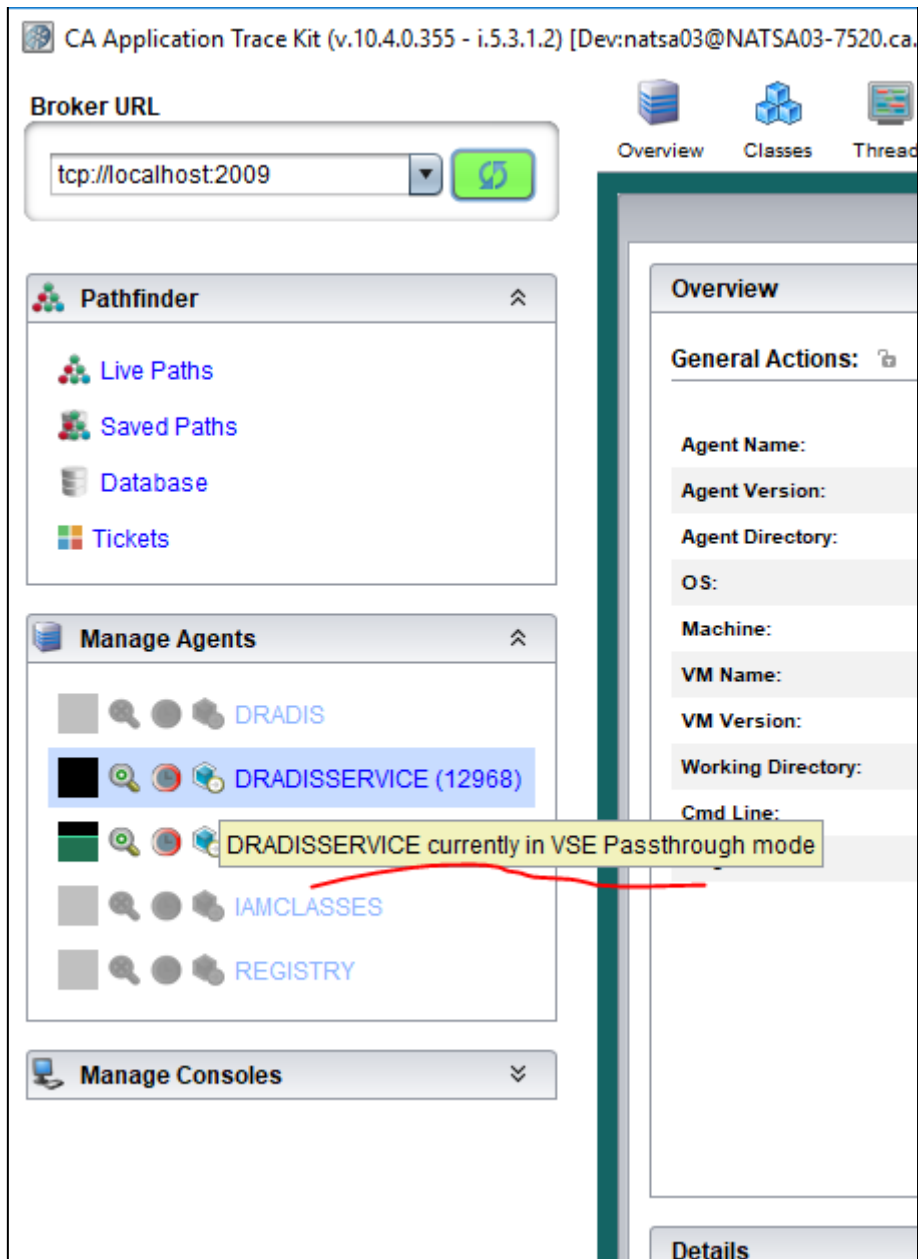 CA Application Trace Kit (v.10.4.0.355 - i.5.3.1.2) [Dev:natsa03@NATSA03-7520.ca.
Broker URL
tcp://localhost:2009
Overview
Classes
Thread
Pathfinder
Live Paths
Saved Paths
Database
Tickets
Manage Agents
DRADIS
DRADISSERVICE (12968)
DRADISSERVICE currently in VSE Passthrough mode
IAMCLASSES
REGISTRY
Manage Consoles
Overview
General Actions:
Agent Name:
Agent Version:
Agent Directory:
OS:
Machine:
VM Name:
VM Version:
Working Directory:
Cmd Line:
Details